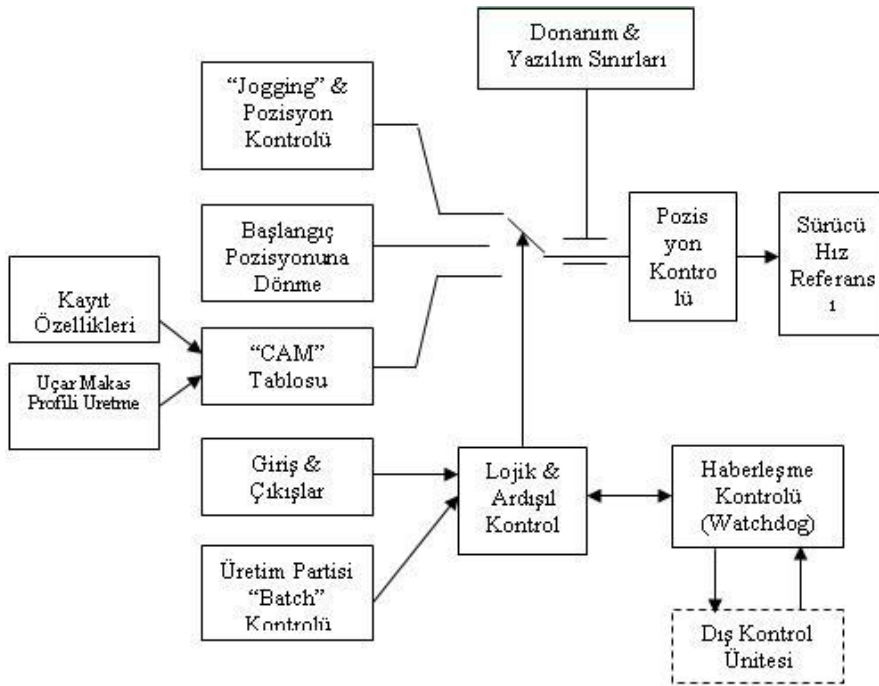 Donanım &
Yazılım Sınırları
“Jogging” &
Pozisyon
Kontrolü
Başlangıç
Pozisyonuna
Dönme
Pozis
yon
Kontro
lü
Sürücü
Hız
Referans
ı
Kayıt
Özellikleri
“CAM”
Tablosu
Uçar Makas
Profili Uretme
Giriş &
Çıkışlar
Lojik &
Ardışıl
Kontrol
Haberleşme
Kontrolü
(Watchdog)
Üretim Partisi
“Batch”
Kontrolü
Dış Kontrol
Ünitesi